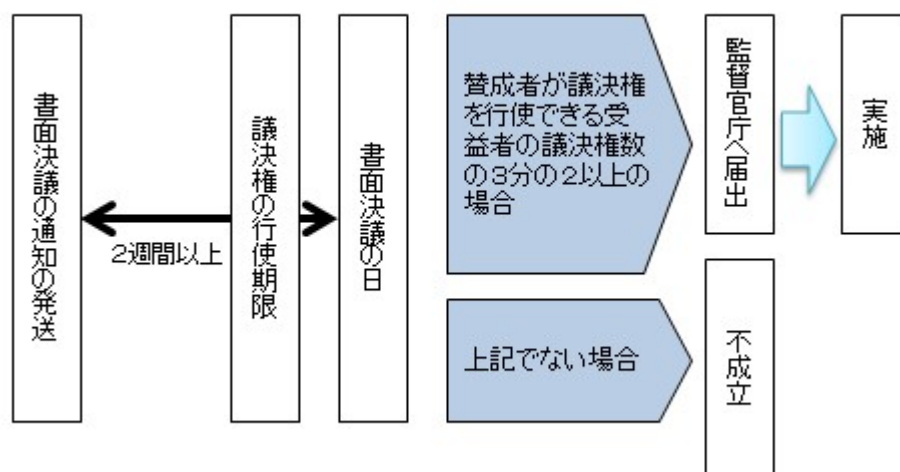 書面決議の通知の発送
2週間以上
議決権の行使期限
書面決議の日
賛成者が議決権
を行使できる受
益者の議決権数
の3分の2以上の
場合
監督官庁へ届出
実施
上記でない場合
不成立